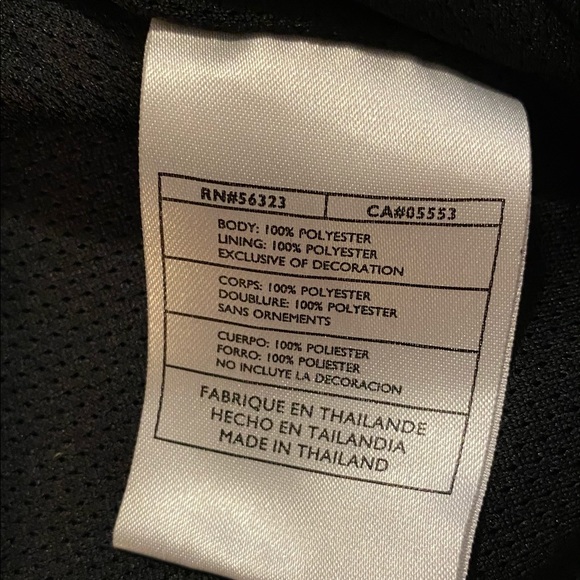 RN#56323 CA#05553
BODY: 100% POLYESTER
LINING: 100% POLYESTER
EXCLUSIVE OF DECORATION
CORPS: 100% POLYESTER
DOUBLURE: 100% POLYESTER
SANS ORNEMENTS
CUERPO: 100% POLIESTER
FORRO: 100% POLIESTER
NO INCLUYE LA DECORACION
FABRIQUE EN THAILANDE
HECHO EN TAILANDIA
MADE IN THAILAND